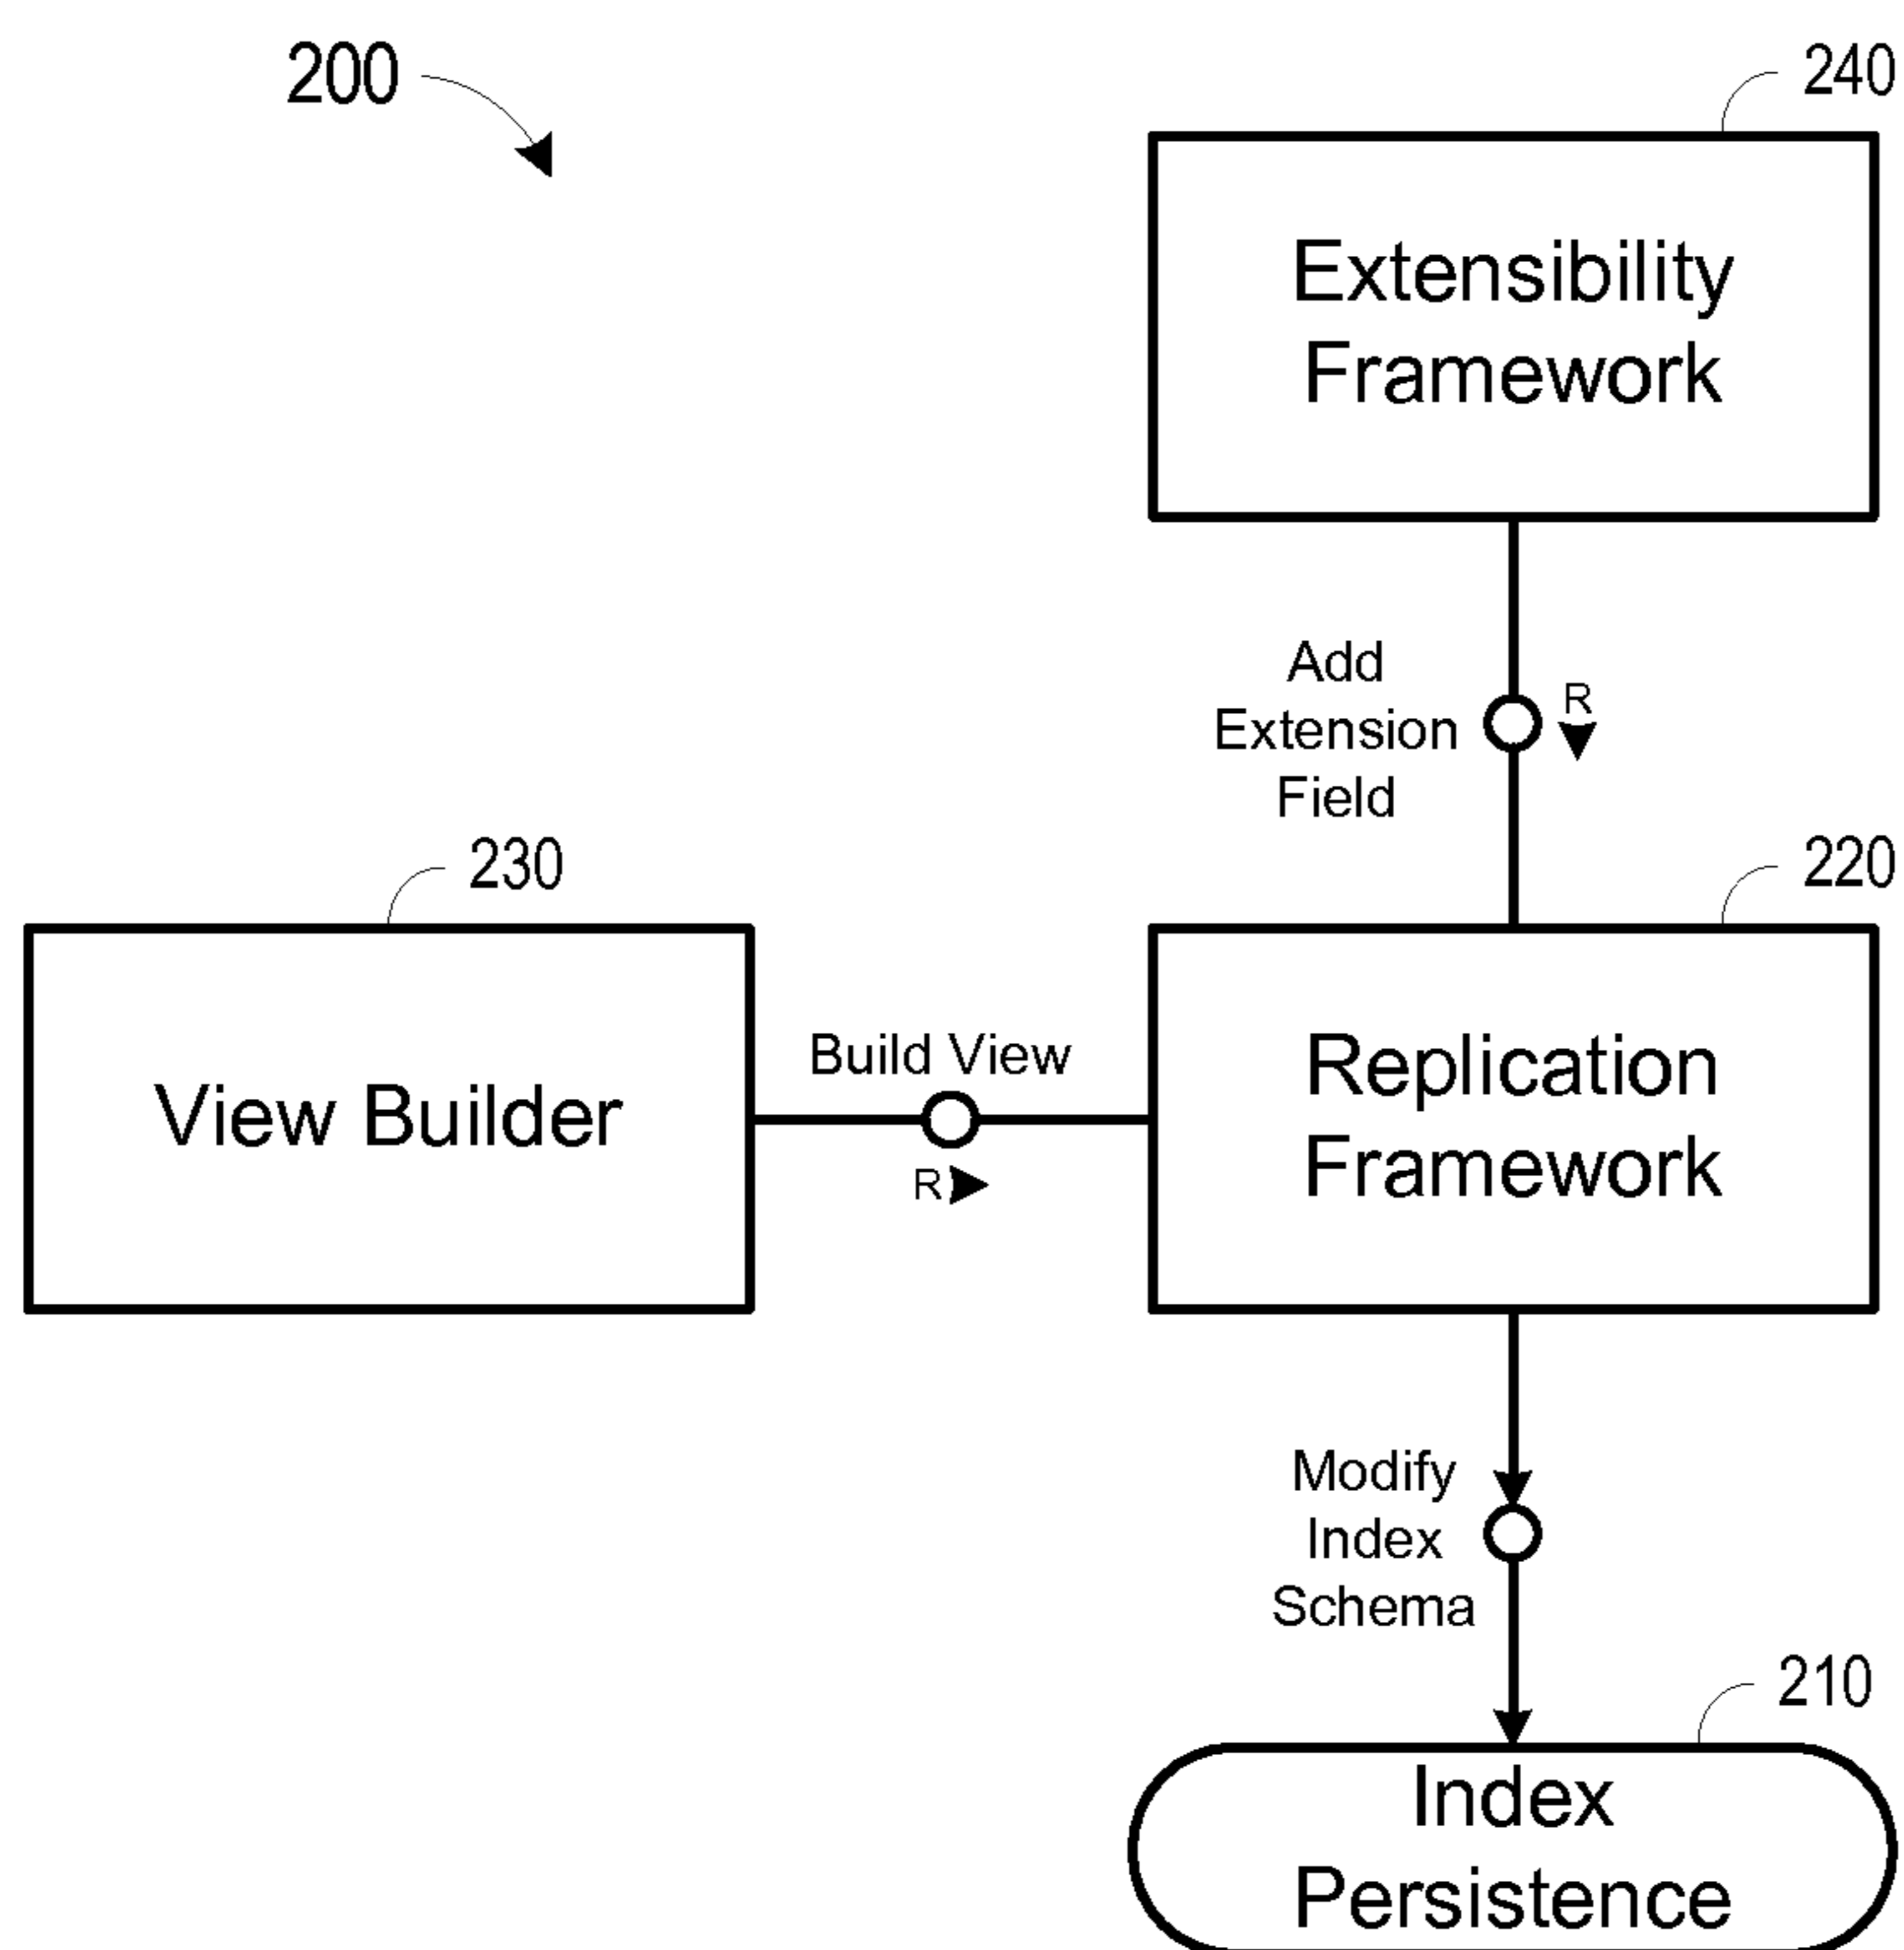 200
240
Extensibility
Framework
Add
Extension
Field
R
230
220
View Builder
Build View
R
Replication
Framework
Modify
Index
Schema
210
Index
Persistence